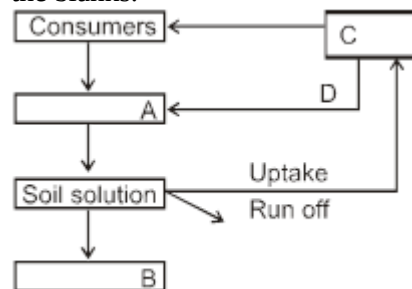 the blanks.
Consumers
C
D
A
Uptake
Soil solution
Run off
B